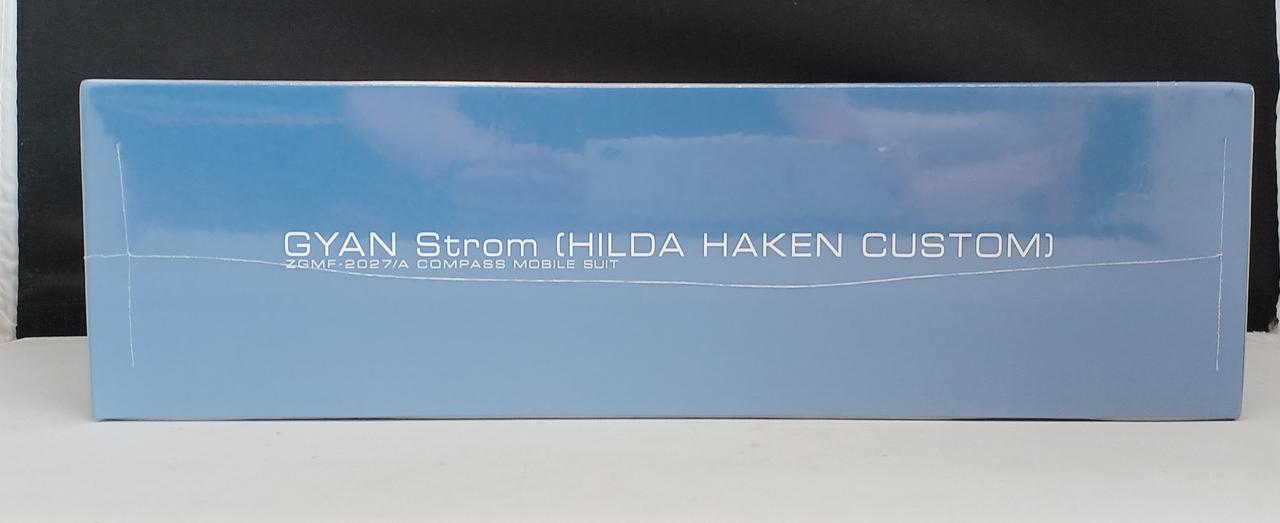 GYAN Strom (HILDA HAKEN CUSTOM)
ZGMF-2027/A COMPASS MOBILE SUIT